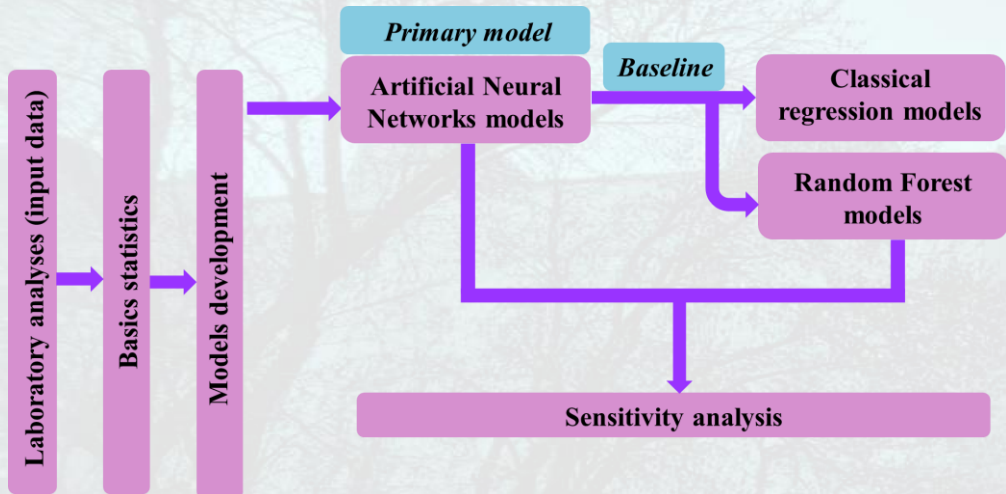 Laboratory analyses (input data)
Basics statistics
Models development
Primary model
Artificial Neural
Networks models
Baseline
Classical
regression models
Random Forest
models
Sensitivity analysis